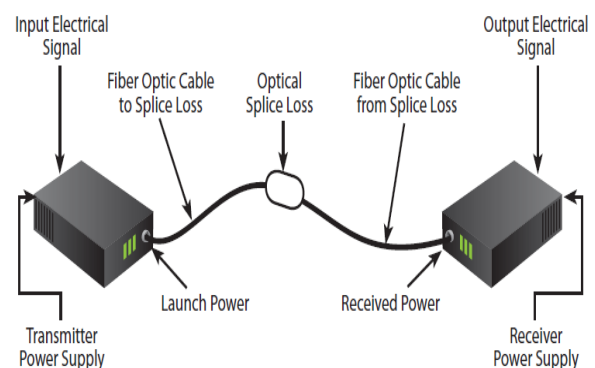 Input Electrical
Signal
Output Electrical
Signal
Fiber Optic Cable
to Splice Loss
Optical
Splice Loss
Fiber Optic Cable
from Splice Loss
Launch Power
Received Power
Transmitter
Power Supply
Receiver
Power Supply